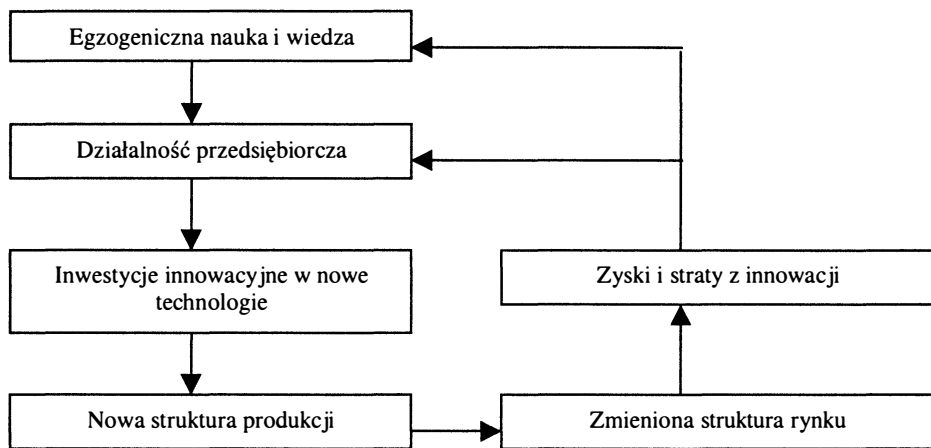 Egzogeniczna nauka i wiedza
Działalność przedsiębiorcza
Inwestycje innowacyjne w nowe
technologie
Zyski i straty z innowacji
Nowa struktura produkcji
Zmieniona struktura rynku